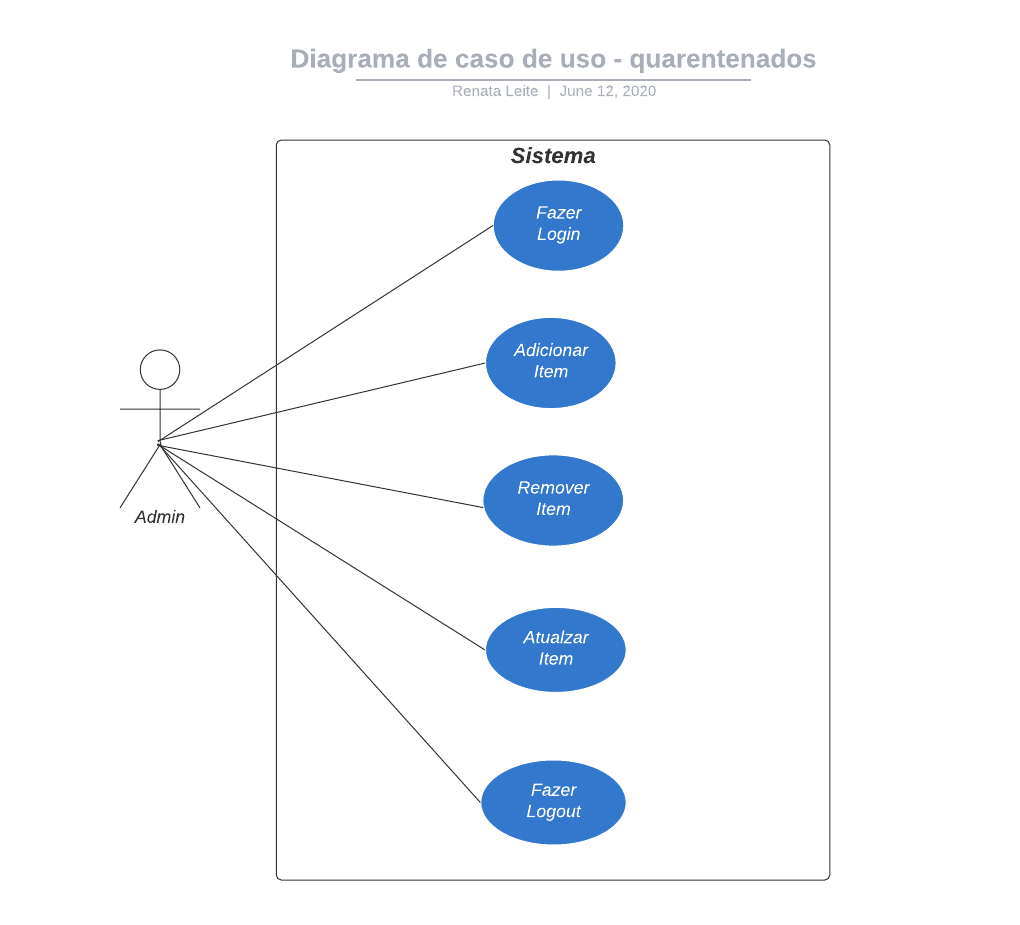 Diagrama de caso de uso - quarentenados
Renata Leite | June 12, 2020
Sistema
Fazer
Login
Adicionar
Item
Remover
Item
Admin
Atualzar
Item
Fazer
Logout